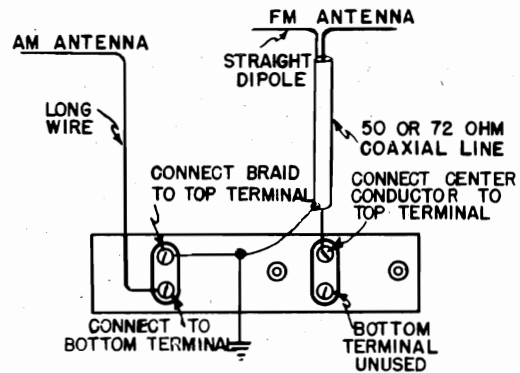 FM ANTENNA
AM ANTENNA
STRAIGHT
DIPOLE
LONG
WIRE
50 OR 72 OHM
COAXIAL LINE
CONNECT BRAID
TO TOP TERMINAL
CONNECT CENTER
CONDUCTOR TO
TOP TERMINAL
CONNECT TO
BOTTOM TERMINAL
BOTTOM
TERMINAL
UNUSED